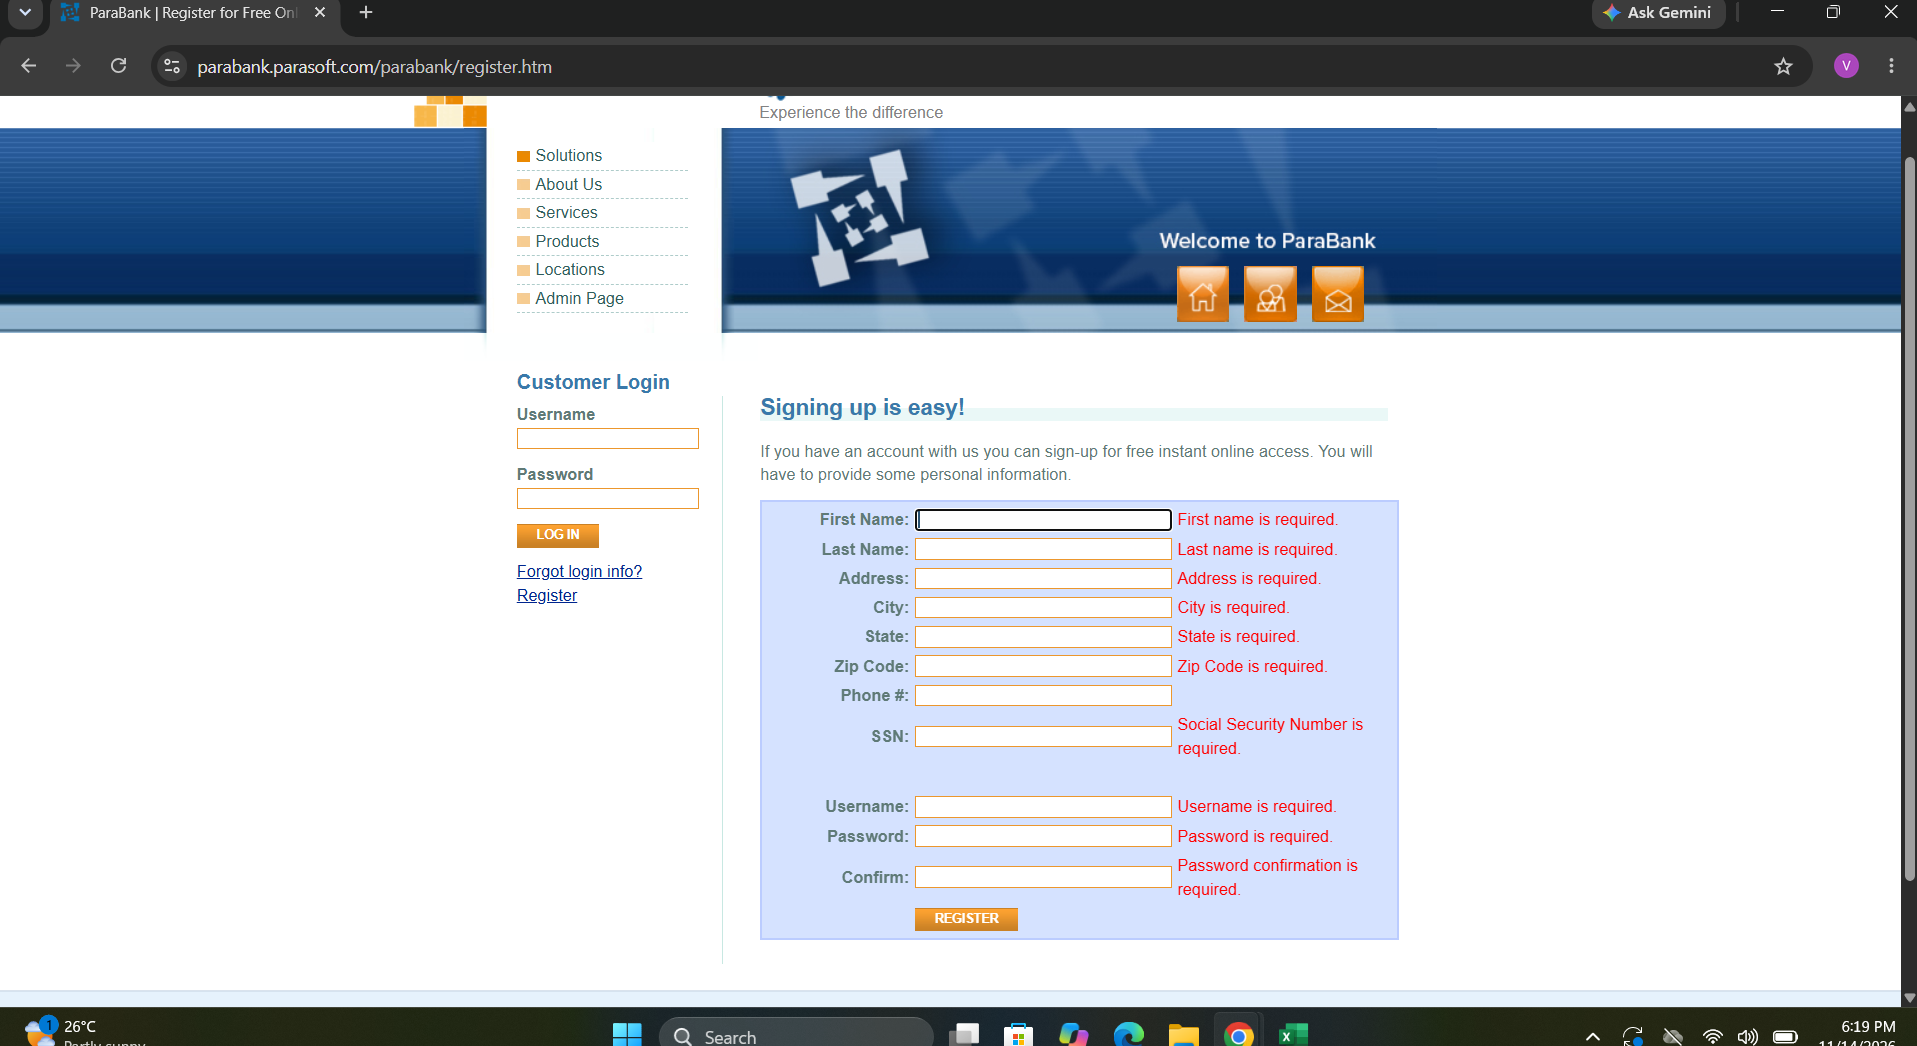 ParaBank | Register for Free Onl
Ask Gemini
parabank.parasoft.com/parabank/register.htm
V
Experience the difference
Solutions
About Us
Services
Products
Locations
Admin Page
Welcome to ParaBank
Customer Login
Username
Password
LOG IN
Forgot login info?
Register
Signing up is easy!
If you have an account with us you can sign-up for free instant online access. You will
have to provide some personal information.
First Name: First name is required.
Last Name: Last name is required.
Address: Address is required.
City: City is required.
State: State is required.
Zip Code: Zip Code is required.
Phone #:
SSN: Social Security Number is
required.
Username: Username is required.
Password: Password is required.
Confirm: Password confirmation is
required.
REGISTER
1
26°C
Partly sunny
Search
6:19 PM
11/14/2026